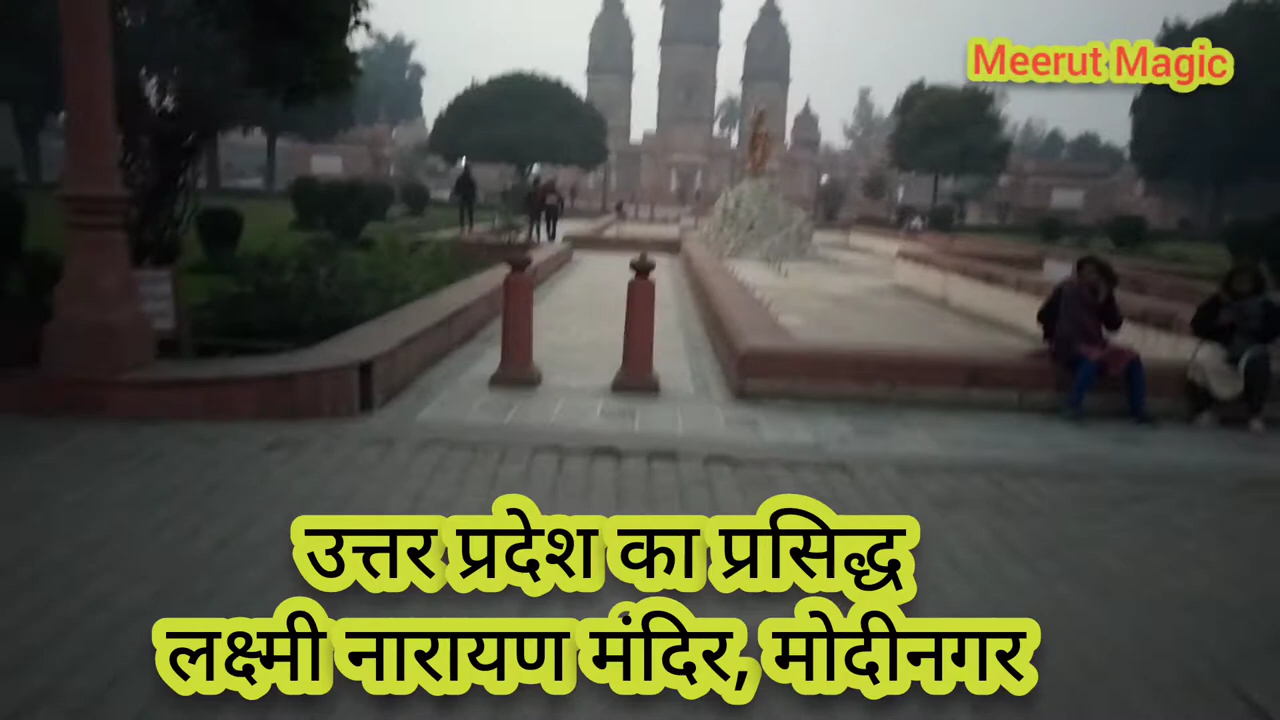 Meerut Magic
उत्तर प्रदेश का प्रसिद्ध
लक्ष्मी नारायण मंदिर, मोदीनगर